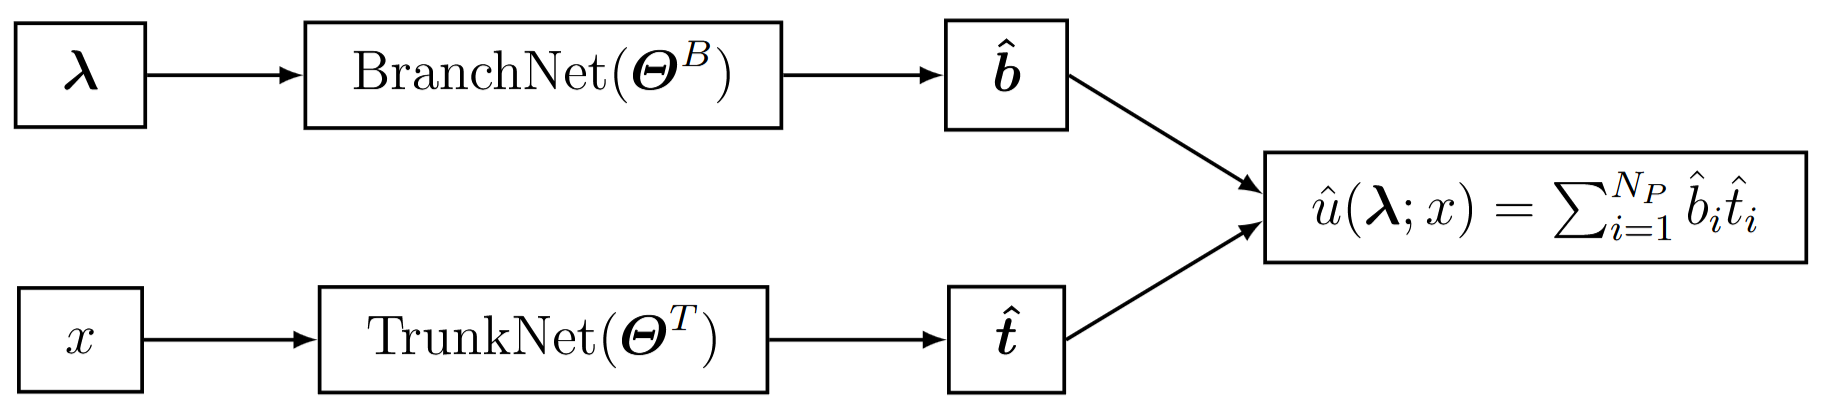 λ
BranchNet(Θ^B)
b̂
û(λ; x) = ∑_{i=1}^{N_P} b̂_i t̂_i
x
TrunkNet(Θ^T)
t̂